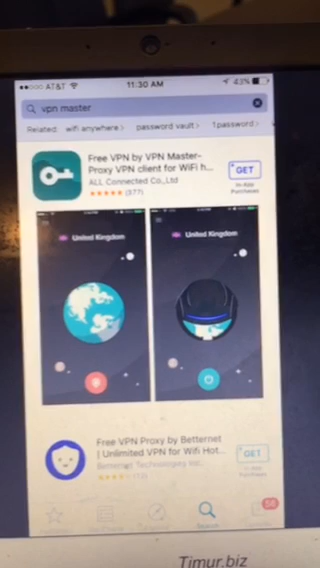 AT&T
11:30 AM
43%
vpn master
Related: wifi anywhere > password vault > 1password >
Free VPN by VPN Master-
Proxy VPN client for WiFi h...
ALL Connected Co.,Ltd
(377)
GET
In-App
Purchases
United Kingdom
United Kingdom
Free VPN Proxy by Betternet
| Unlimited VPN for Wifi Hot...
Betternet Technologies Inc.
GET
In-App
Purchases
Search
58
Timur.biz